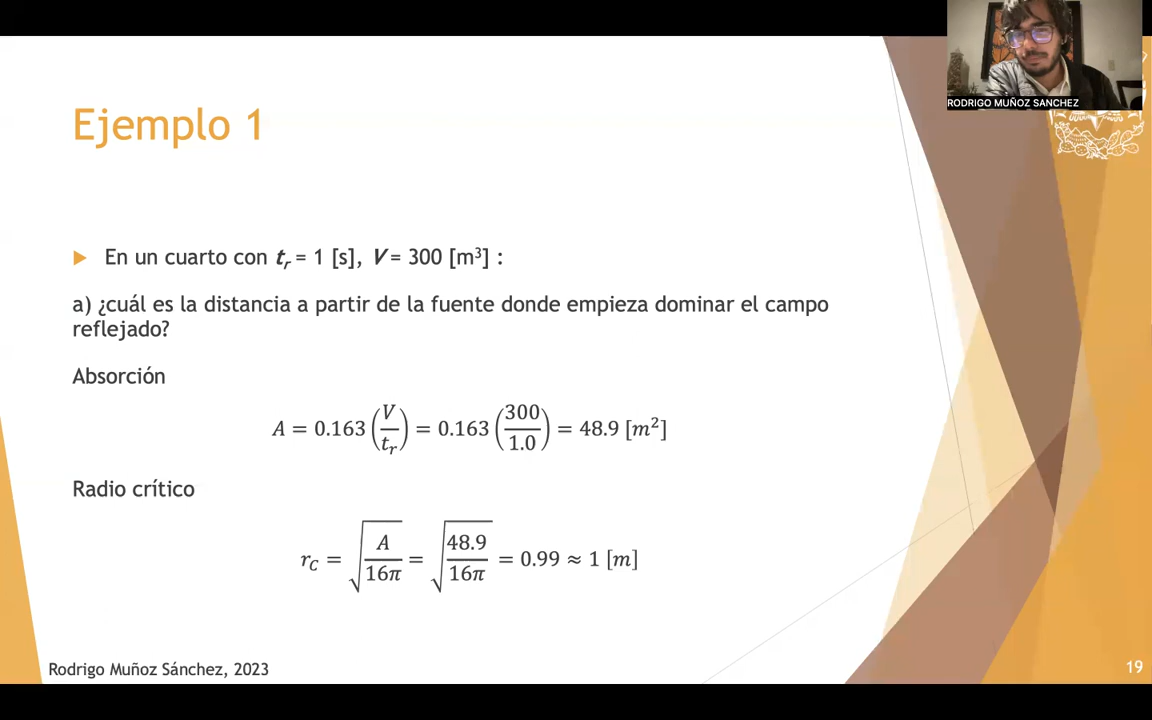 RODRIGO MUÑOZ SANCHEZ
Ejemplo 1
En un cuarto con tᵣ = 1 [s], V = 300 [m³] :
a) ¿cuál es la distancia a partir de la fuente donde empieza dominar el campo
reflejado?
Absorción
A = 0.163 (V/tᵣ) = 0.163 (300/1.0) = 48.9 [m²]
Radio crítico
r_C = √(A/16π) = √(48.9/16π) = 0.99 ≈ 1 [m]
Rodrigo Muñoz Sánchez, 2023
19